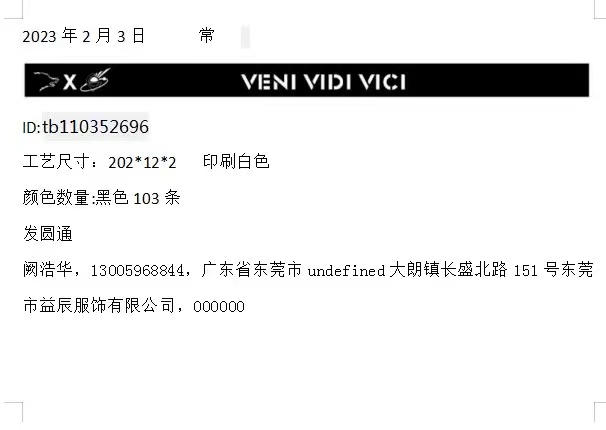 2023 年 2 月 3 日 常
X VENI VIDI VICI
ID:tb110352696
工艺尺寸：202*12*2 印刷白色
颜色数量:黑色 103 条
发圆通
阙浩华，13005968844，广东省东莞市 undefined 大朗镇长盛北路 151 号东莞
市益辰服饰有限公司，000000